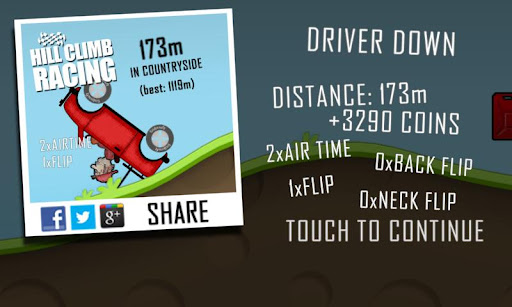 HILL CLIMB
RACING
173m
IN COUNTRYSIDE
(best: 1119m)
2xAIRTIME
1xFLIP
f
g+
SHARE
DRIVER DOWN
DISTANCE: 173m
+3290 COINS
2xAIR TIME
0xBACK FLIP
1xFLIP
0xNECK FLIP
TOUCH TO CONTINUE